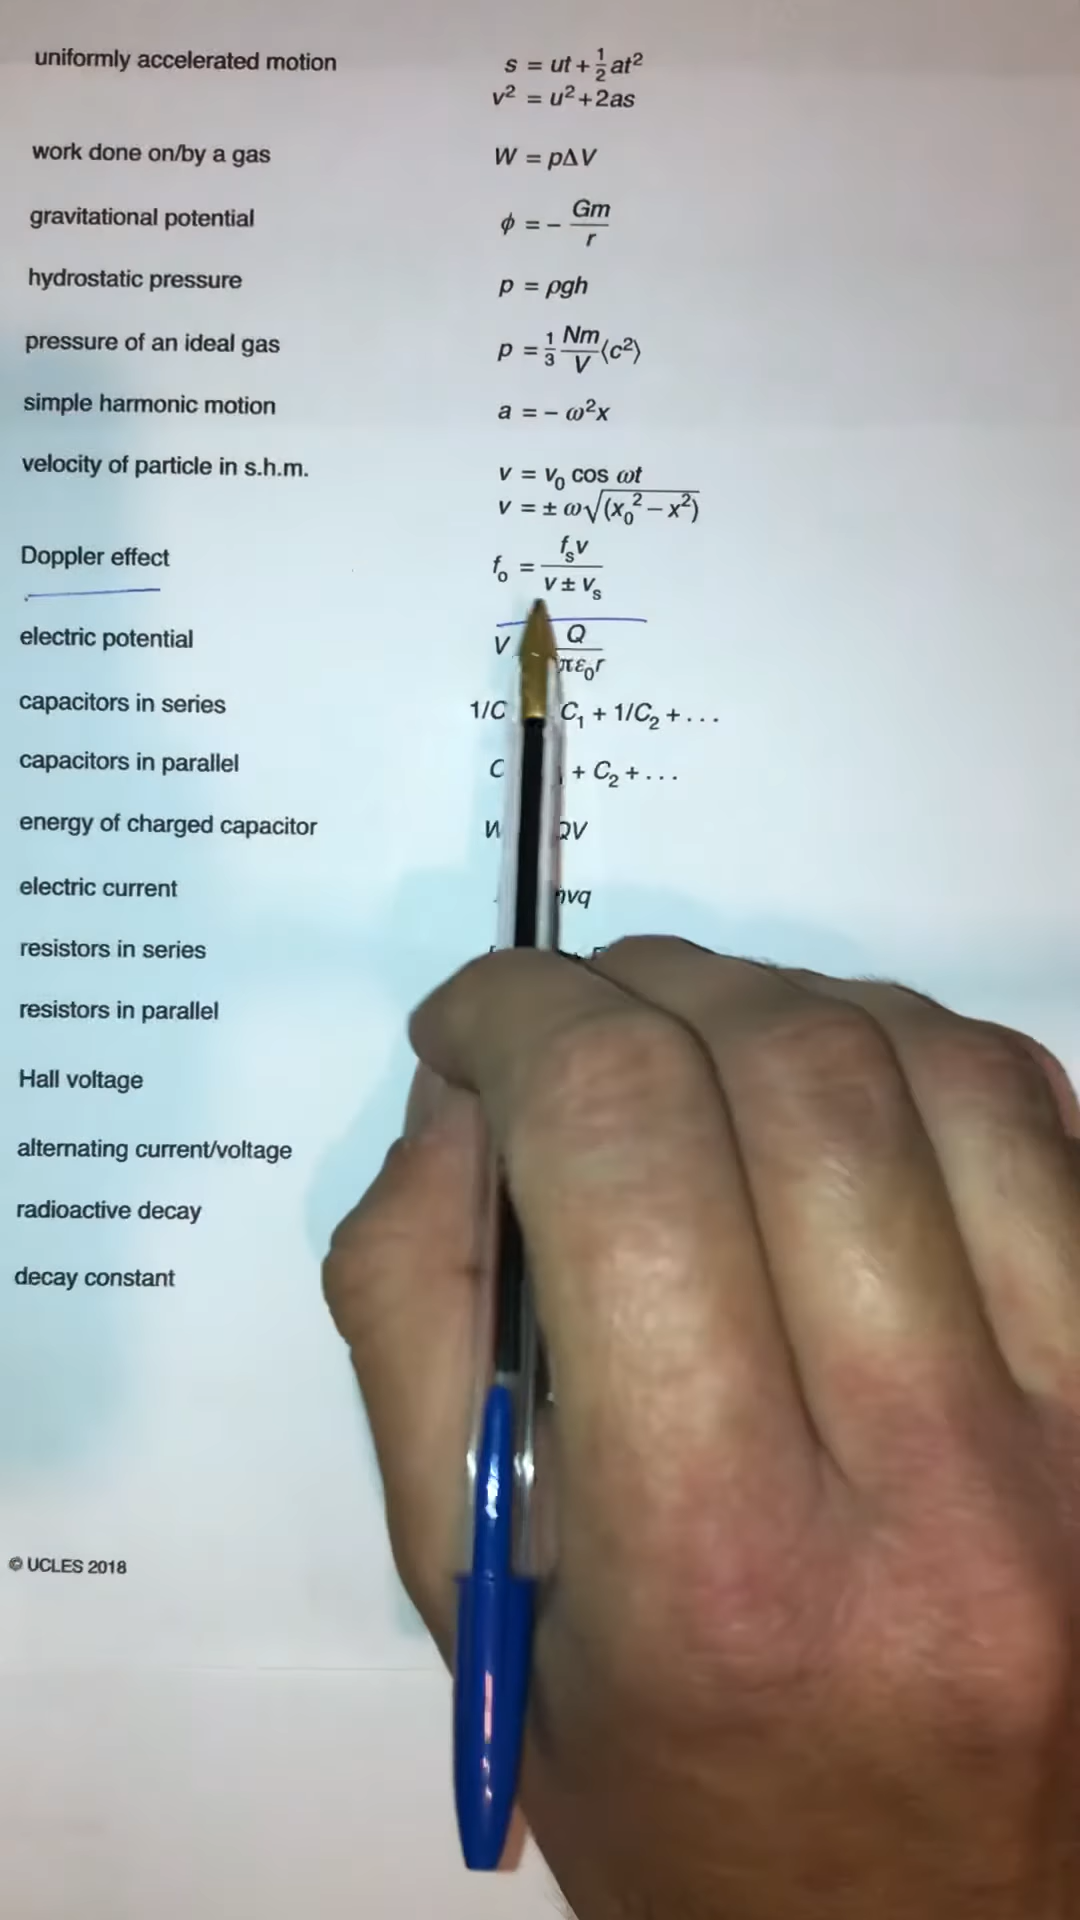 uniformly accelerated motion s = ut + ½at²
v² = u² + 2as
work done on/by a gas W = pΔV
gravitational potential ϕ = − Gm/r
hydrostatic pressure p = ρgh
pressure of an ideal gas p = ⅓ Nm/V ⟨c²⟩
simple harmonic motion a = − ω²x
velocity of particle in s.h.m. v = v₀ cos ωt
v = ± ω√(x₀² − x²)
Doppler effect fₒ = fₛv / v ± vₛ
electric potential V Q / πε₀r
capacitors in series 1/C C₁ + 1/C₂ + . . .
capacitors in parallel C + C₂ + . . .
energy of charged capacitor W QV
electric current nvq
resistors in series
resistors in parallel
Hall voltage
alternating current/voltage
radioactive decay
decay constant
© UCLES 2018